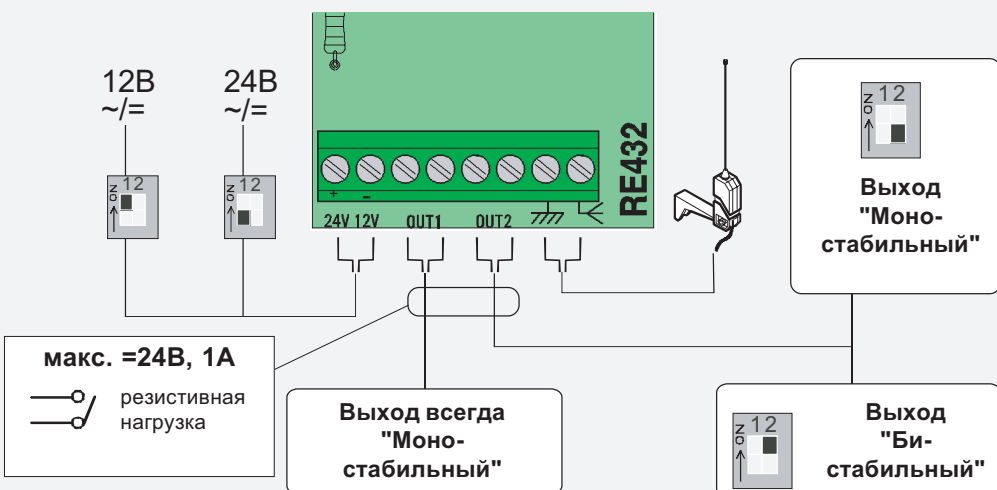 12В
~/=
24В
~/=
ON
12
ON
12
+ −
24V 12V OUT1 OUT2
RE432
ON
12
Выход
"Моно-
стабильный"
макс. =24В, 1А
резистивная
нагрузка
Выход всегда
"Моно-
стабильный"
ON
12
Выход
"Би-
стабильный"